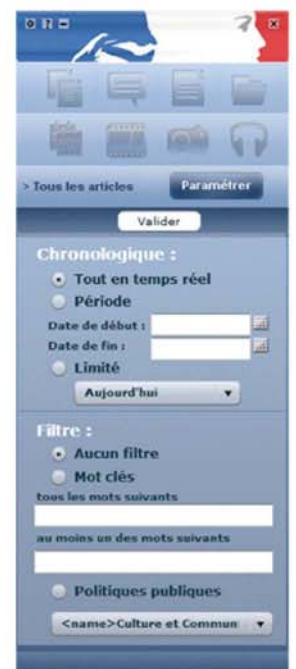 > Tous les articles Paramétrer
Valider
Chronologique :
Tout en temps réel
Période
Date de début :
Date de fin :
Limité
Aujourd'hui
Filtre :
Aucun filtre
Mot clés
tous les mots suivants
au moins un des mots suivants
Politiques publiques
<name>Culture et Commun